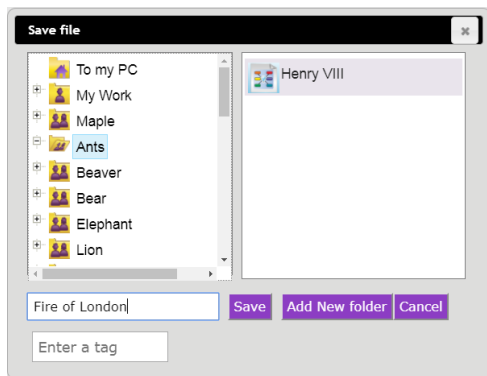 Save file
To my PC
My Work
Maple
Ants
Beaver
Bear
Elephant
Lion
Henry VIII
Fire of London
Save
Add New folder
Cancel
Enter a tag